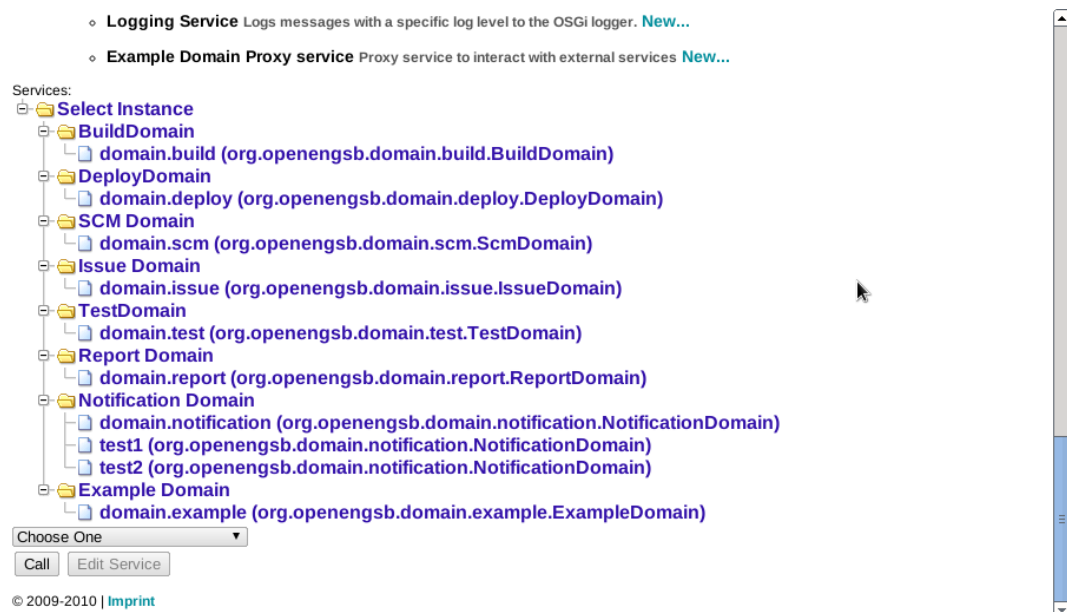 Logging Service Logs messages with a specific log level to the OSGi logger. New...
Example Domain Proxy service Proxy service to interact with external services New...
Services:
Select Instance
BuildDomain
domain.build (org.openengsb.domain.build.BuildDomain)
DeployDomain
domain.deploy (org.openengsb.domain.deploy.DeployDomain)
SCM Domain
domain.scm (org.openengsb.domain.scm.ScmDomain)
Issue Domain
domain.issue (org.openengsb.domain.issue.IssueDomain)
TestDomain
domain.test (org.openengsb.domain.test.TestDomain)
Report Domain
domain.report (org.openengsb.domain.report.ReportDomain)
Notification Domain
domain.notification (org.openengsb.domain.notification.NotificationDomain)
test1 (org.openengsb.domain.notification.NotificationDomain)
test2 (org.openengsb.domain.notification.NotificationDomain)
Example Domain
domain.example (org.openengsb.domain.example.ExampleDomain)
Choose One
Call Edit Service
© 2009-2010 | Imprint